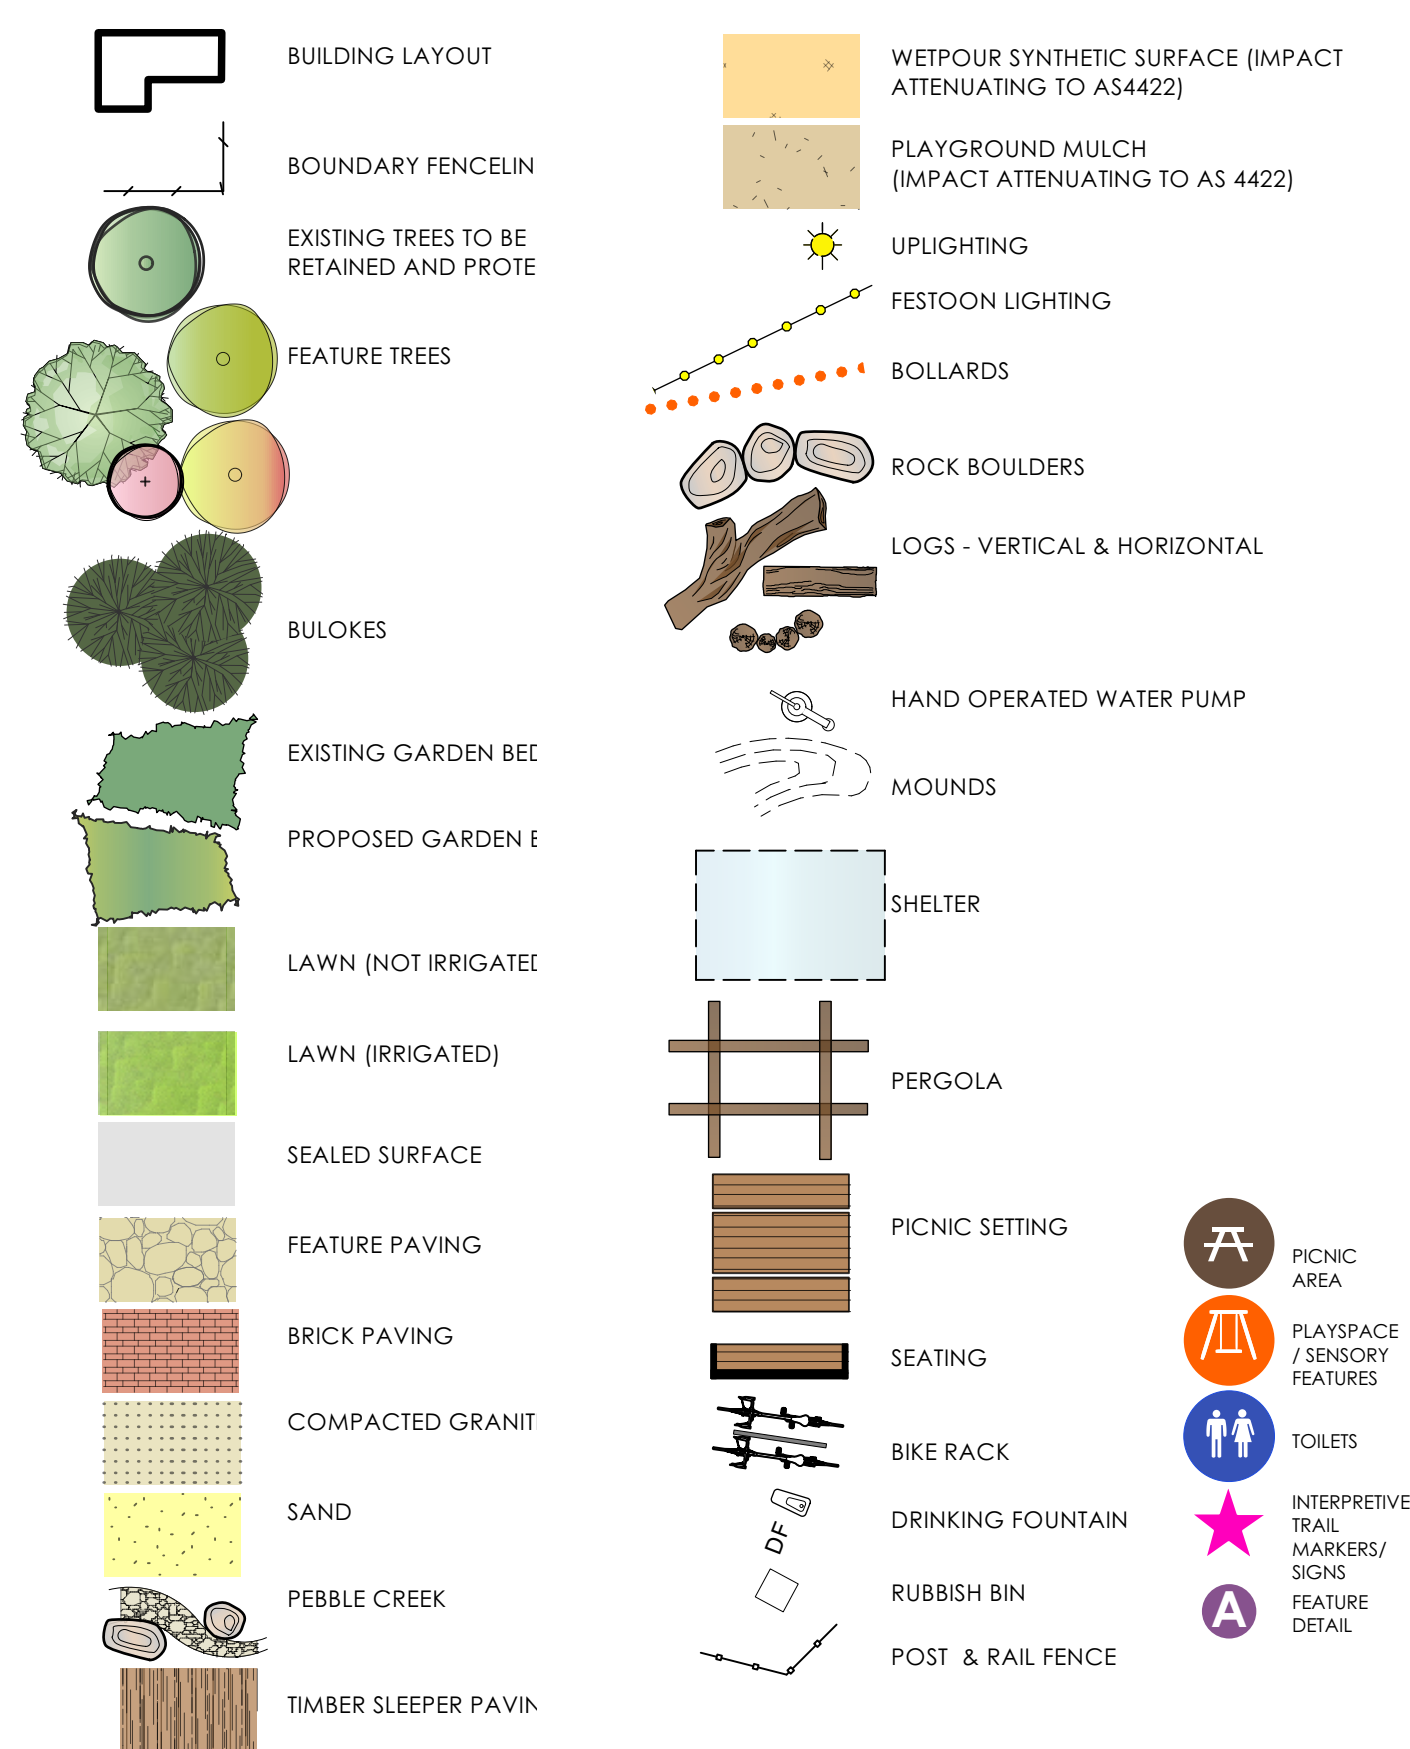 BUILDING LAYOUT
BOUNDARY FENCELIN
EXISTING TREES TO BE
RETAINED AND PROTE
FEATURE TREES
BULOKES
EXISTING GARDEN BED
PROPOSED GARDEN
LAWN (NOT IRRIGATED
LAWN (IRRIGATED)
SEALED SURFACE
FEATURE PAVING
BRICK PAVING
COMPACTED GRANIT
SAND
PEBBLE CREEK
TIMBER SLEEPER PAVIN
WETPOUR SYNTHETIC SURFACE (IMPACT
ATTENUATING TO AS4422)
PLAYGROUND MULCH
(IMPACT ATTENUATING TO AS 4422)
UPLIGHTING
FESTOON LIGHTING
BOLLARDS
ROCK BOULDERS
LOGS - VERTICAL & HORIZONTAL
HAND OPERATED WATER PUMP
MOUNDS
SHELTER
PERGOLA
PICNIC SETTING
SEATING
BIKE RACK
DF
DRINKING FOUNTAIN
RUBBISH BIN
POST & RAIL FENCE
PICNIC
AREA
PLAYSPACE
/ SENSORY
FEATURES
TOILETS
INTERPRETIVE
TRAIL
MARKERS/
SIGNS
A
FEATURE
DETAIL